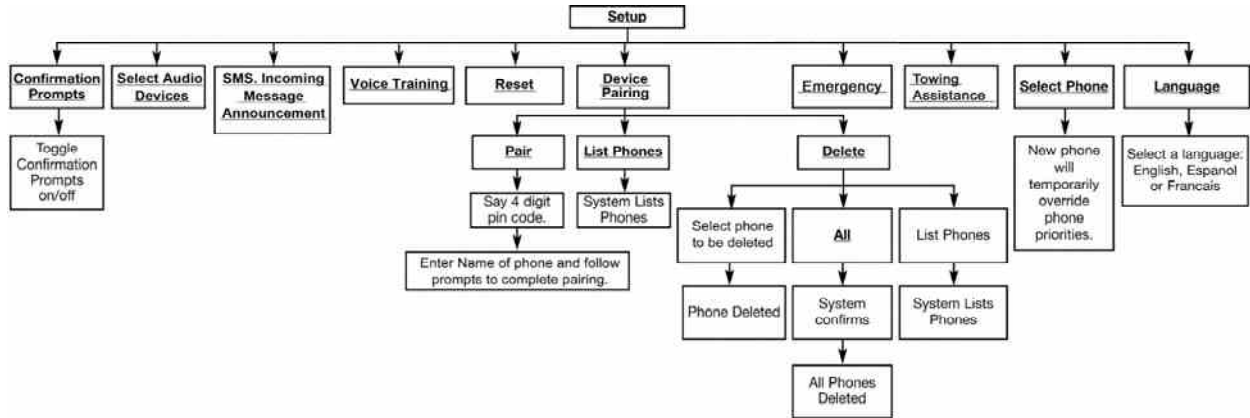 Setup
Confirmation
Prompts
Select Audio
Devices
SMS. Incoming
Message
Announcement
Voice Training
Reset
Device
Pairing
Emergency
Towing
Assistance
Select Phone
Language
Toggle
Confirmation
Prompts
on/off
Pair
List Phones
Delete
New phone
will
temporarily
override
phone
priorities.
Select a language:
English, Espanol
or Francais
Say 4 digit
pin code.
System Lists
Phones
Enter Name of phone and follow
prompts to complete pairing.
Select phone
to be deleted
All
List Phones
Phone Deleted
System
confirms
System Lists
Phones
All Phones
Deleted